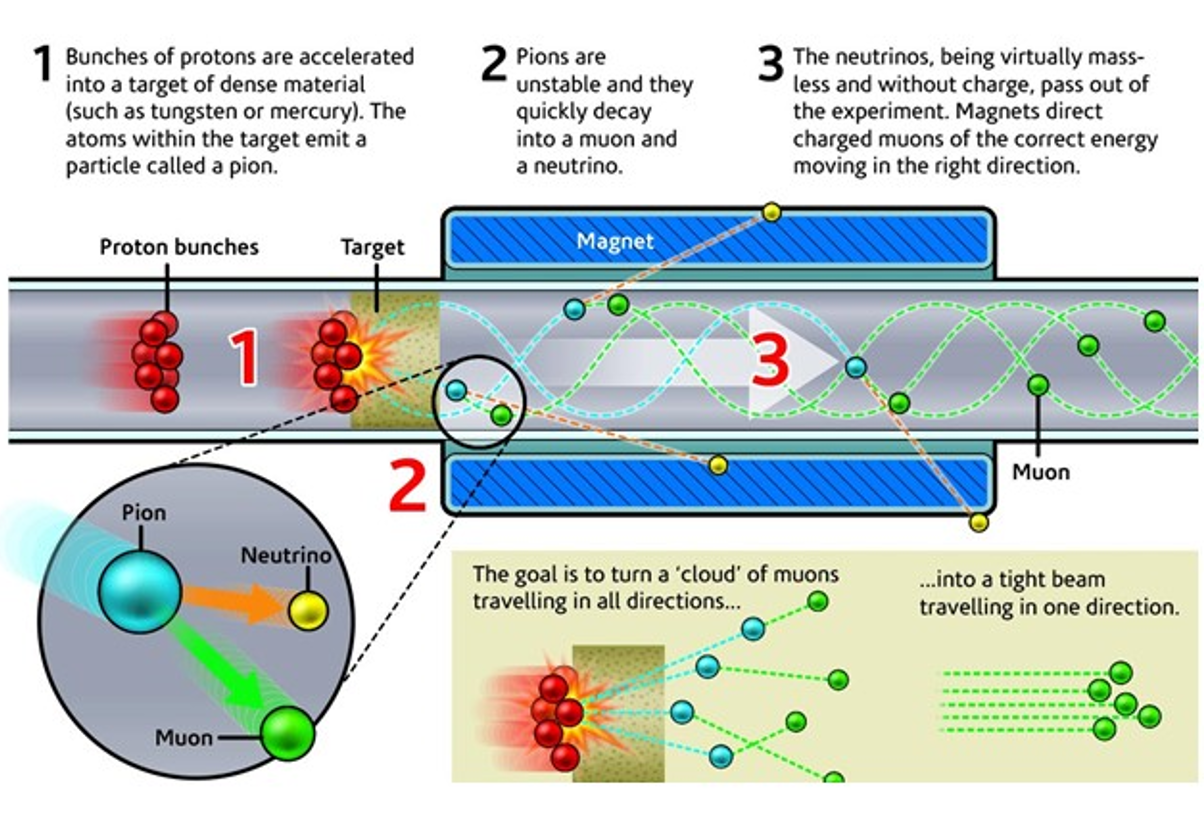 1 Bunches of protons are accelerated
into a target of dense material
(such as tungsten or mercury). The
atoms within the target emit a
particle called a pion.
2 Pions are
unstable and they
quickly decay
into a muon and
a neutrino.
3 The neutrinos, being virtually mass-
less and without charge, pass out of
the experiment. Magnets direct
charged muons of the correct energy
moving in the right direction.
Proton bunches
Target
Magnet
1
3
2
Muon
Pion
Neutrino
Muon
The goal is to turn a ‘cloud’ of muons
travelling in all directions...
...into a tight beam
travelling in one direction.